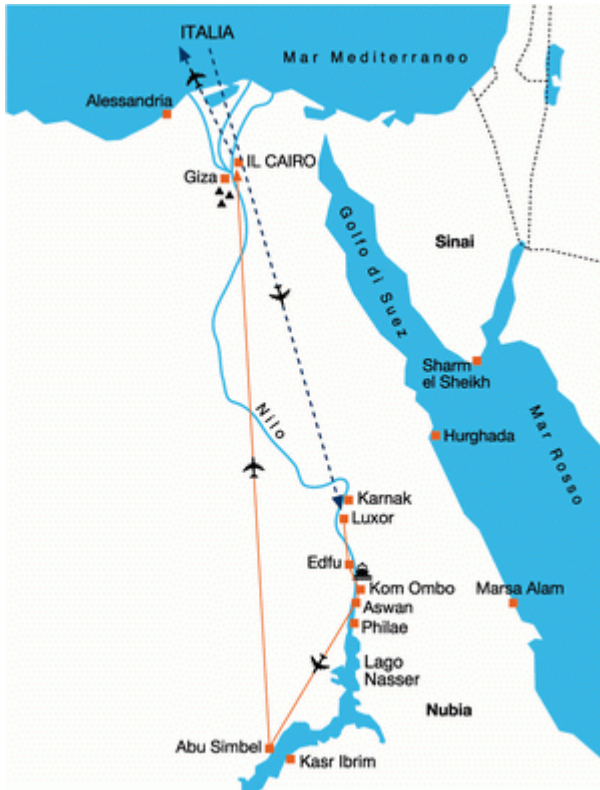 ITALIA
Mar Mediterraneo
Alessandria
IL CAIRO
Giza
Golfo di Suez
Sinai
Sharm
el Sheikh
Mar Rosso
Nilo
Hurghada
Karnak
Luxor
Edfu
Kom Ombo
Marsa Alam
Aswan
Philae
Lago
Nasser
Nubia
Abu Simbel
Kasr Ibrim